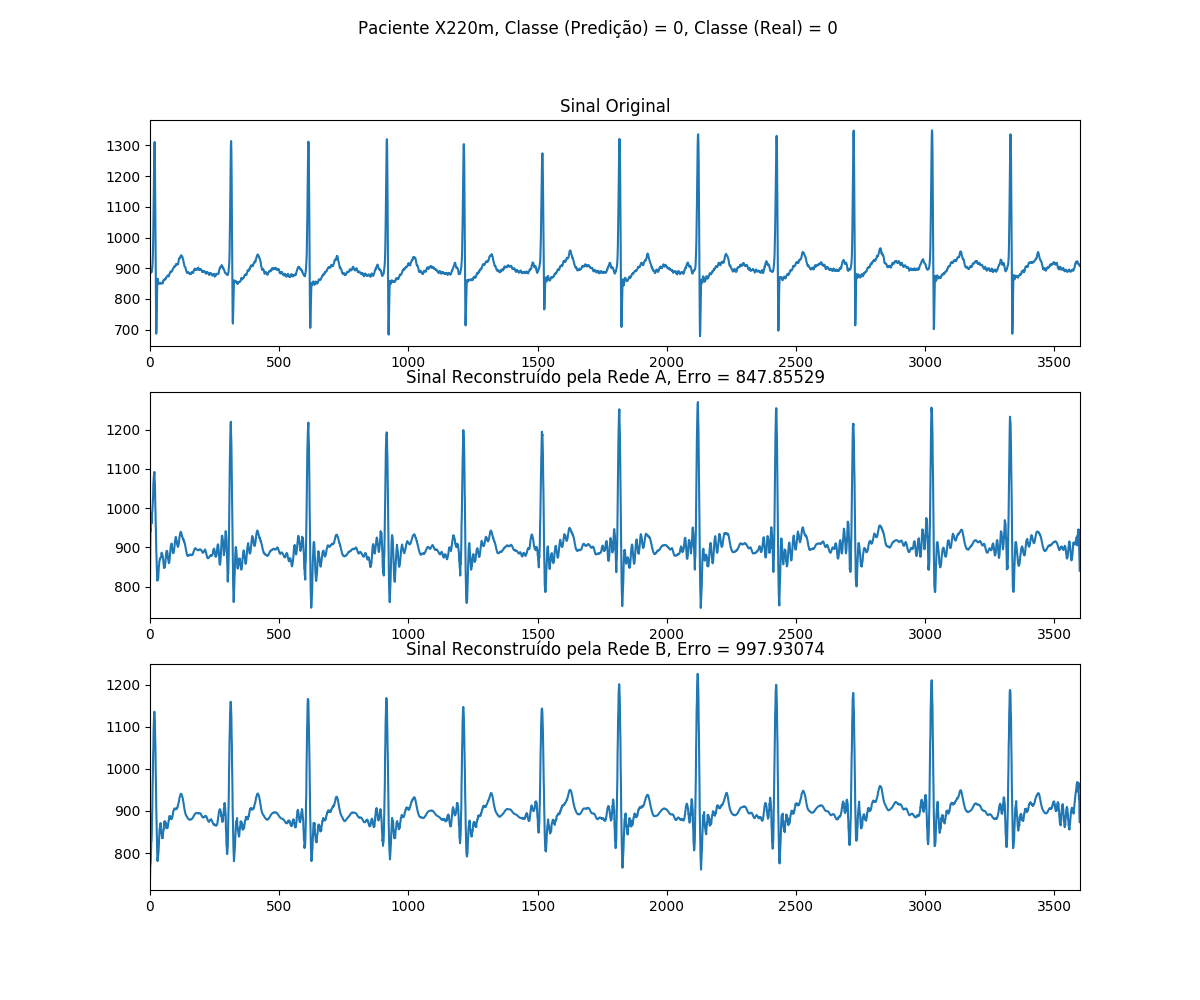 Paciente X220m, Classe (Predição) = 0, Classe (Real) = 0
Sinal Original
1300
1200
1100
1000
900
800
700
0 500 1000 1500 2000 2500 3000 3500
Sinal Reconstruído pela Rede A, Erro = 847.85529
1200
1100
1000
900
800
0 500 1000 1500 2000 2500 3000 3500
Sinal Reconstruído pela Rede B, Erro = 997.93074
1200
1100
1000
900
800
0 500 1000 1500 2000 2500 3000 3500